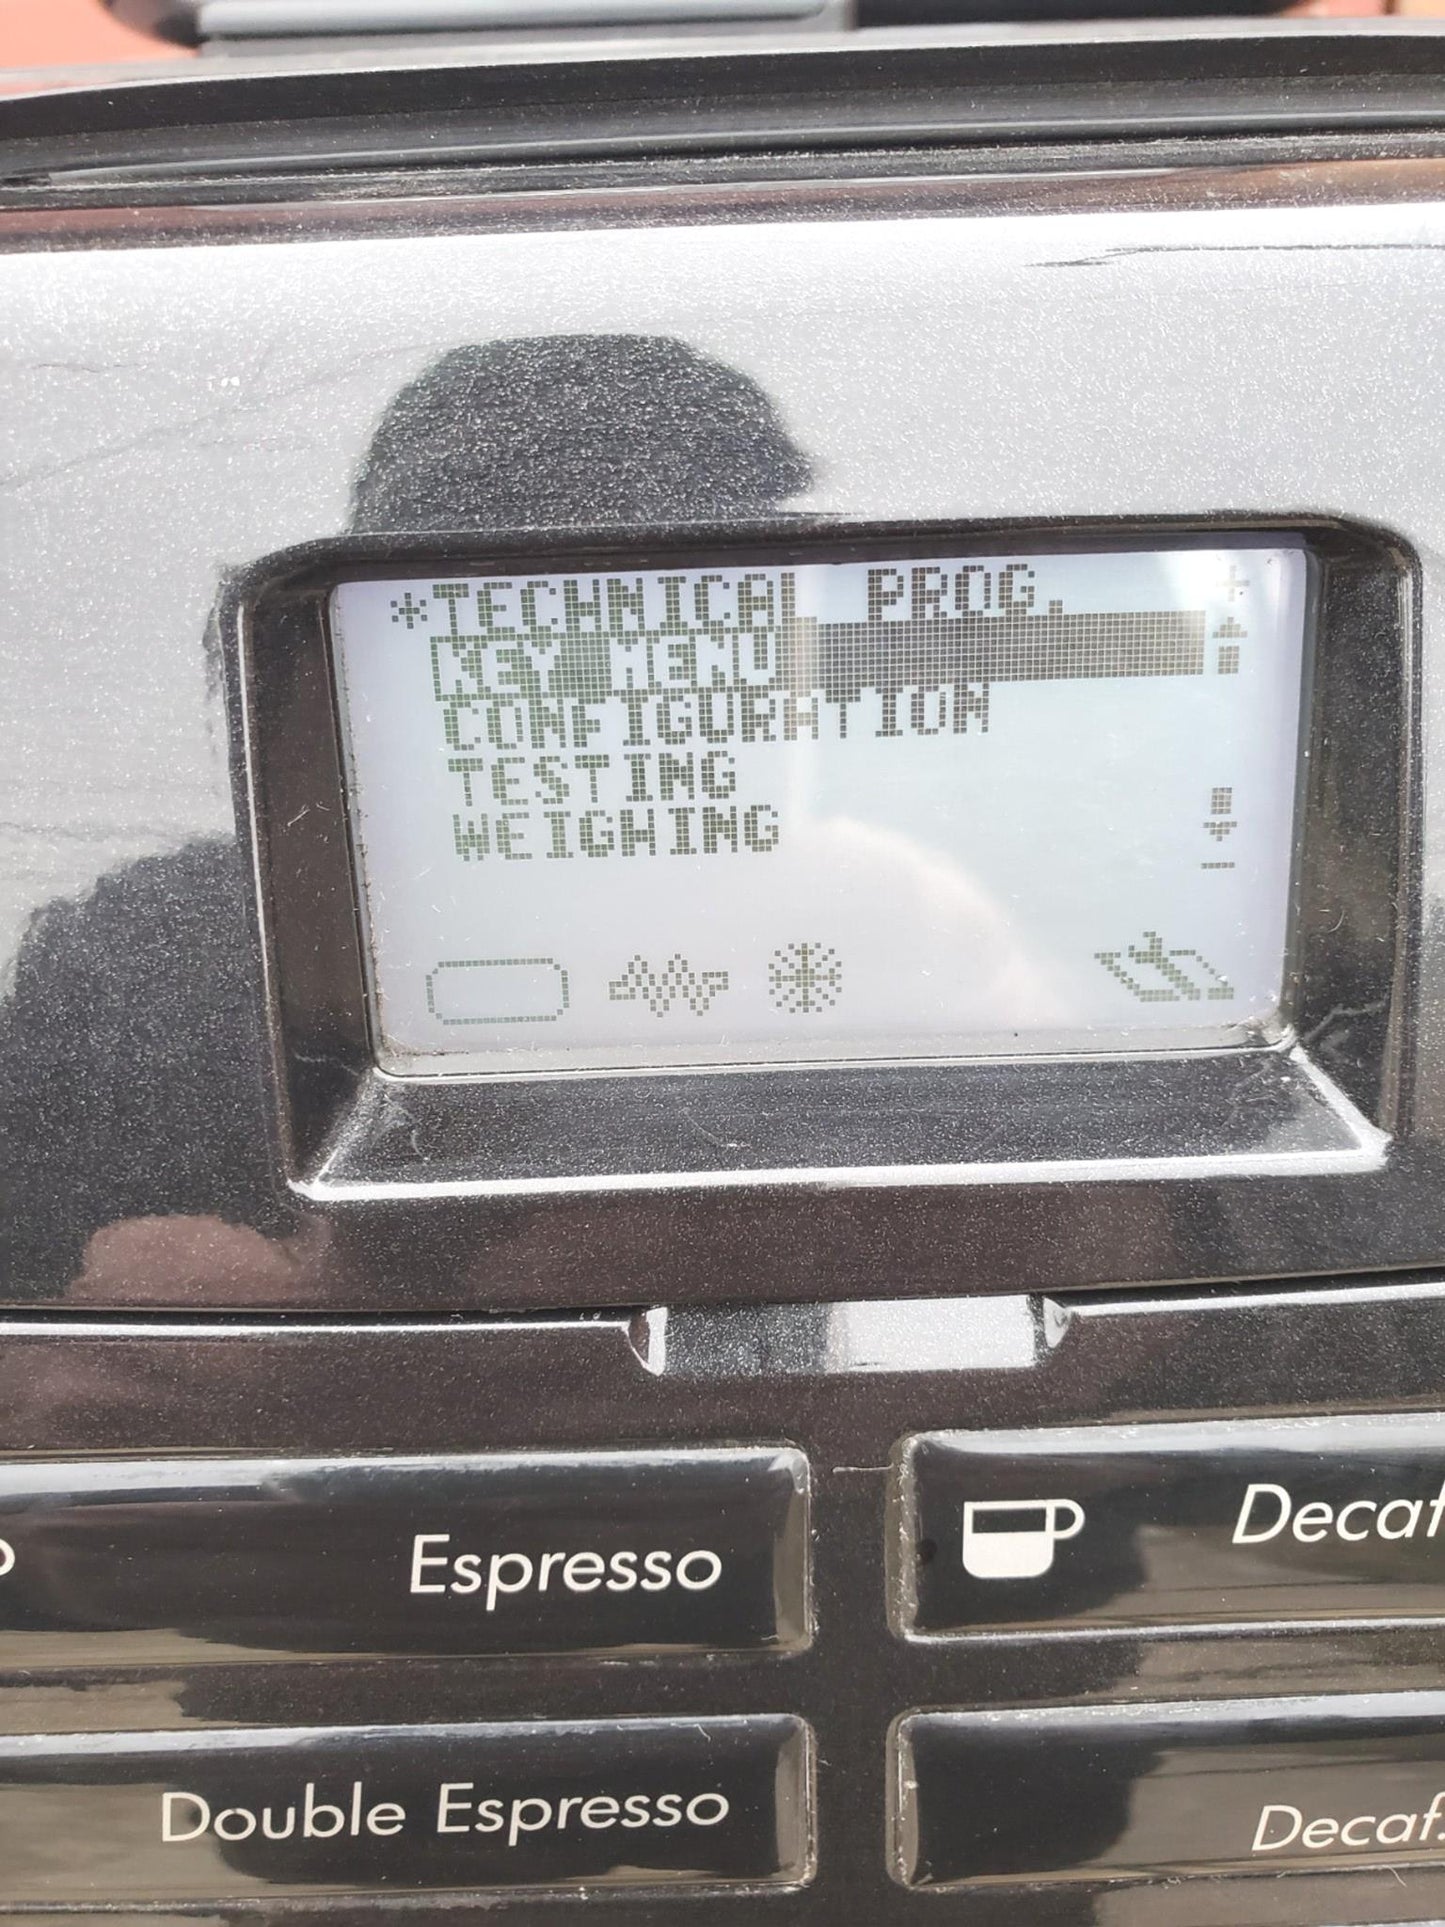 *TECHNICAL PROG.
KEY MENU
CONFIGURATION
TESTING
WEIGHING
Espresso
Decaf
Double Espresso
Decaf.